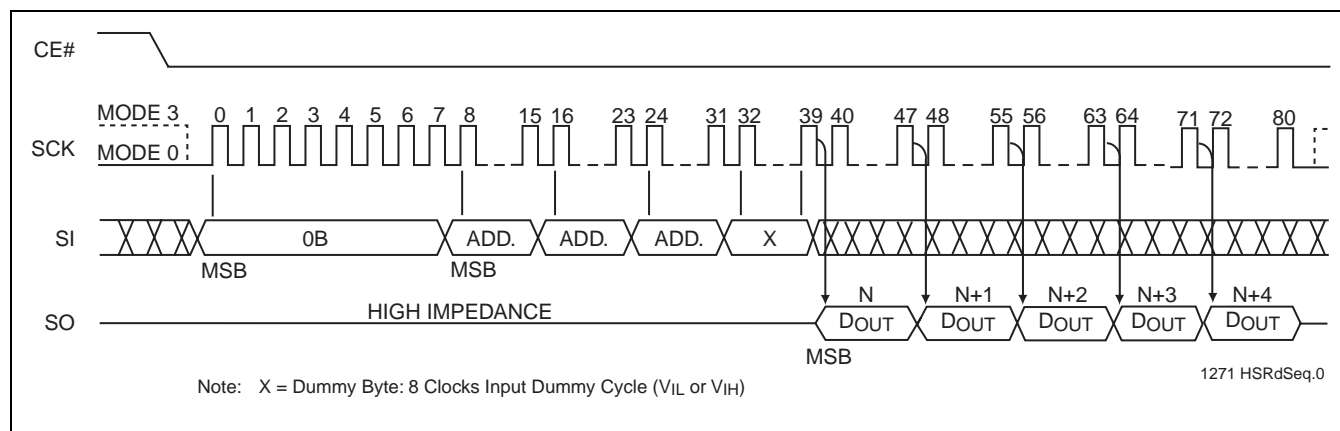 CE#
MODE 3 0 1 2 3 4 5 6 7 8 15 16 23 24 31 32 39 40 47 48 55 56 63 64 71 72 80
SCK MODE 0
SI 0B ADD. ADD. ADD. X
MSB MSB
N N+1 N+2 N+3 N+4
SO HIGH IMPEDANCE DOUT DOUT DOUT DOUT DOUT
MSB
1271 HSRdSeq.0
Note: X = Dummy Byte: 8 Clocks Input Dummy Cycle (VIL or VIH)